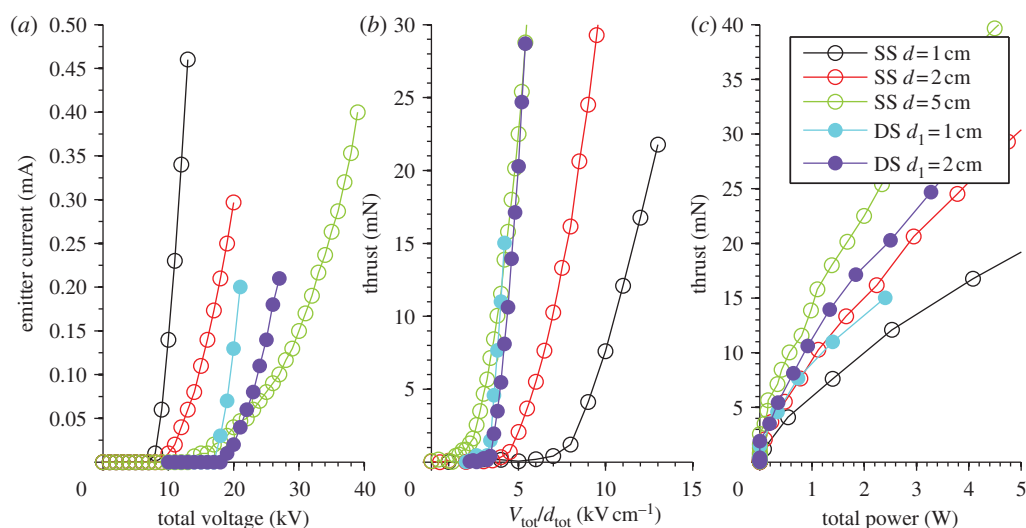 (a)
0.50
0.45
0.40
0.35
0.30
0.25
0.20
0.15
0.10
0.05
0
10
20
30
40
emitter current (mA)
total voltage (kV)
(b)
30
25
20
15
10
5
0
5
10
15
thrust (mN)
V_tot/d_tot (kV cm⁻¹)
(c)
40
35
30
25
20
15
10
5
0
1
2
3
4
5
thrust (mN)
total power (W)
SS d = 1 cm
SS d = 2 cm
SS d = 5 cm
DS d₁ = 1 cm
DS d₁ = 2 cm